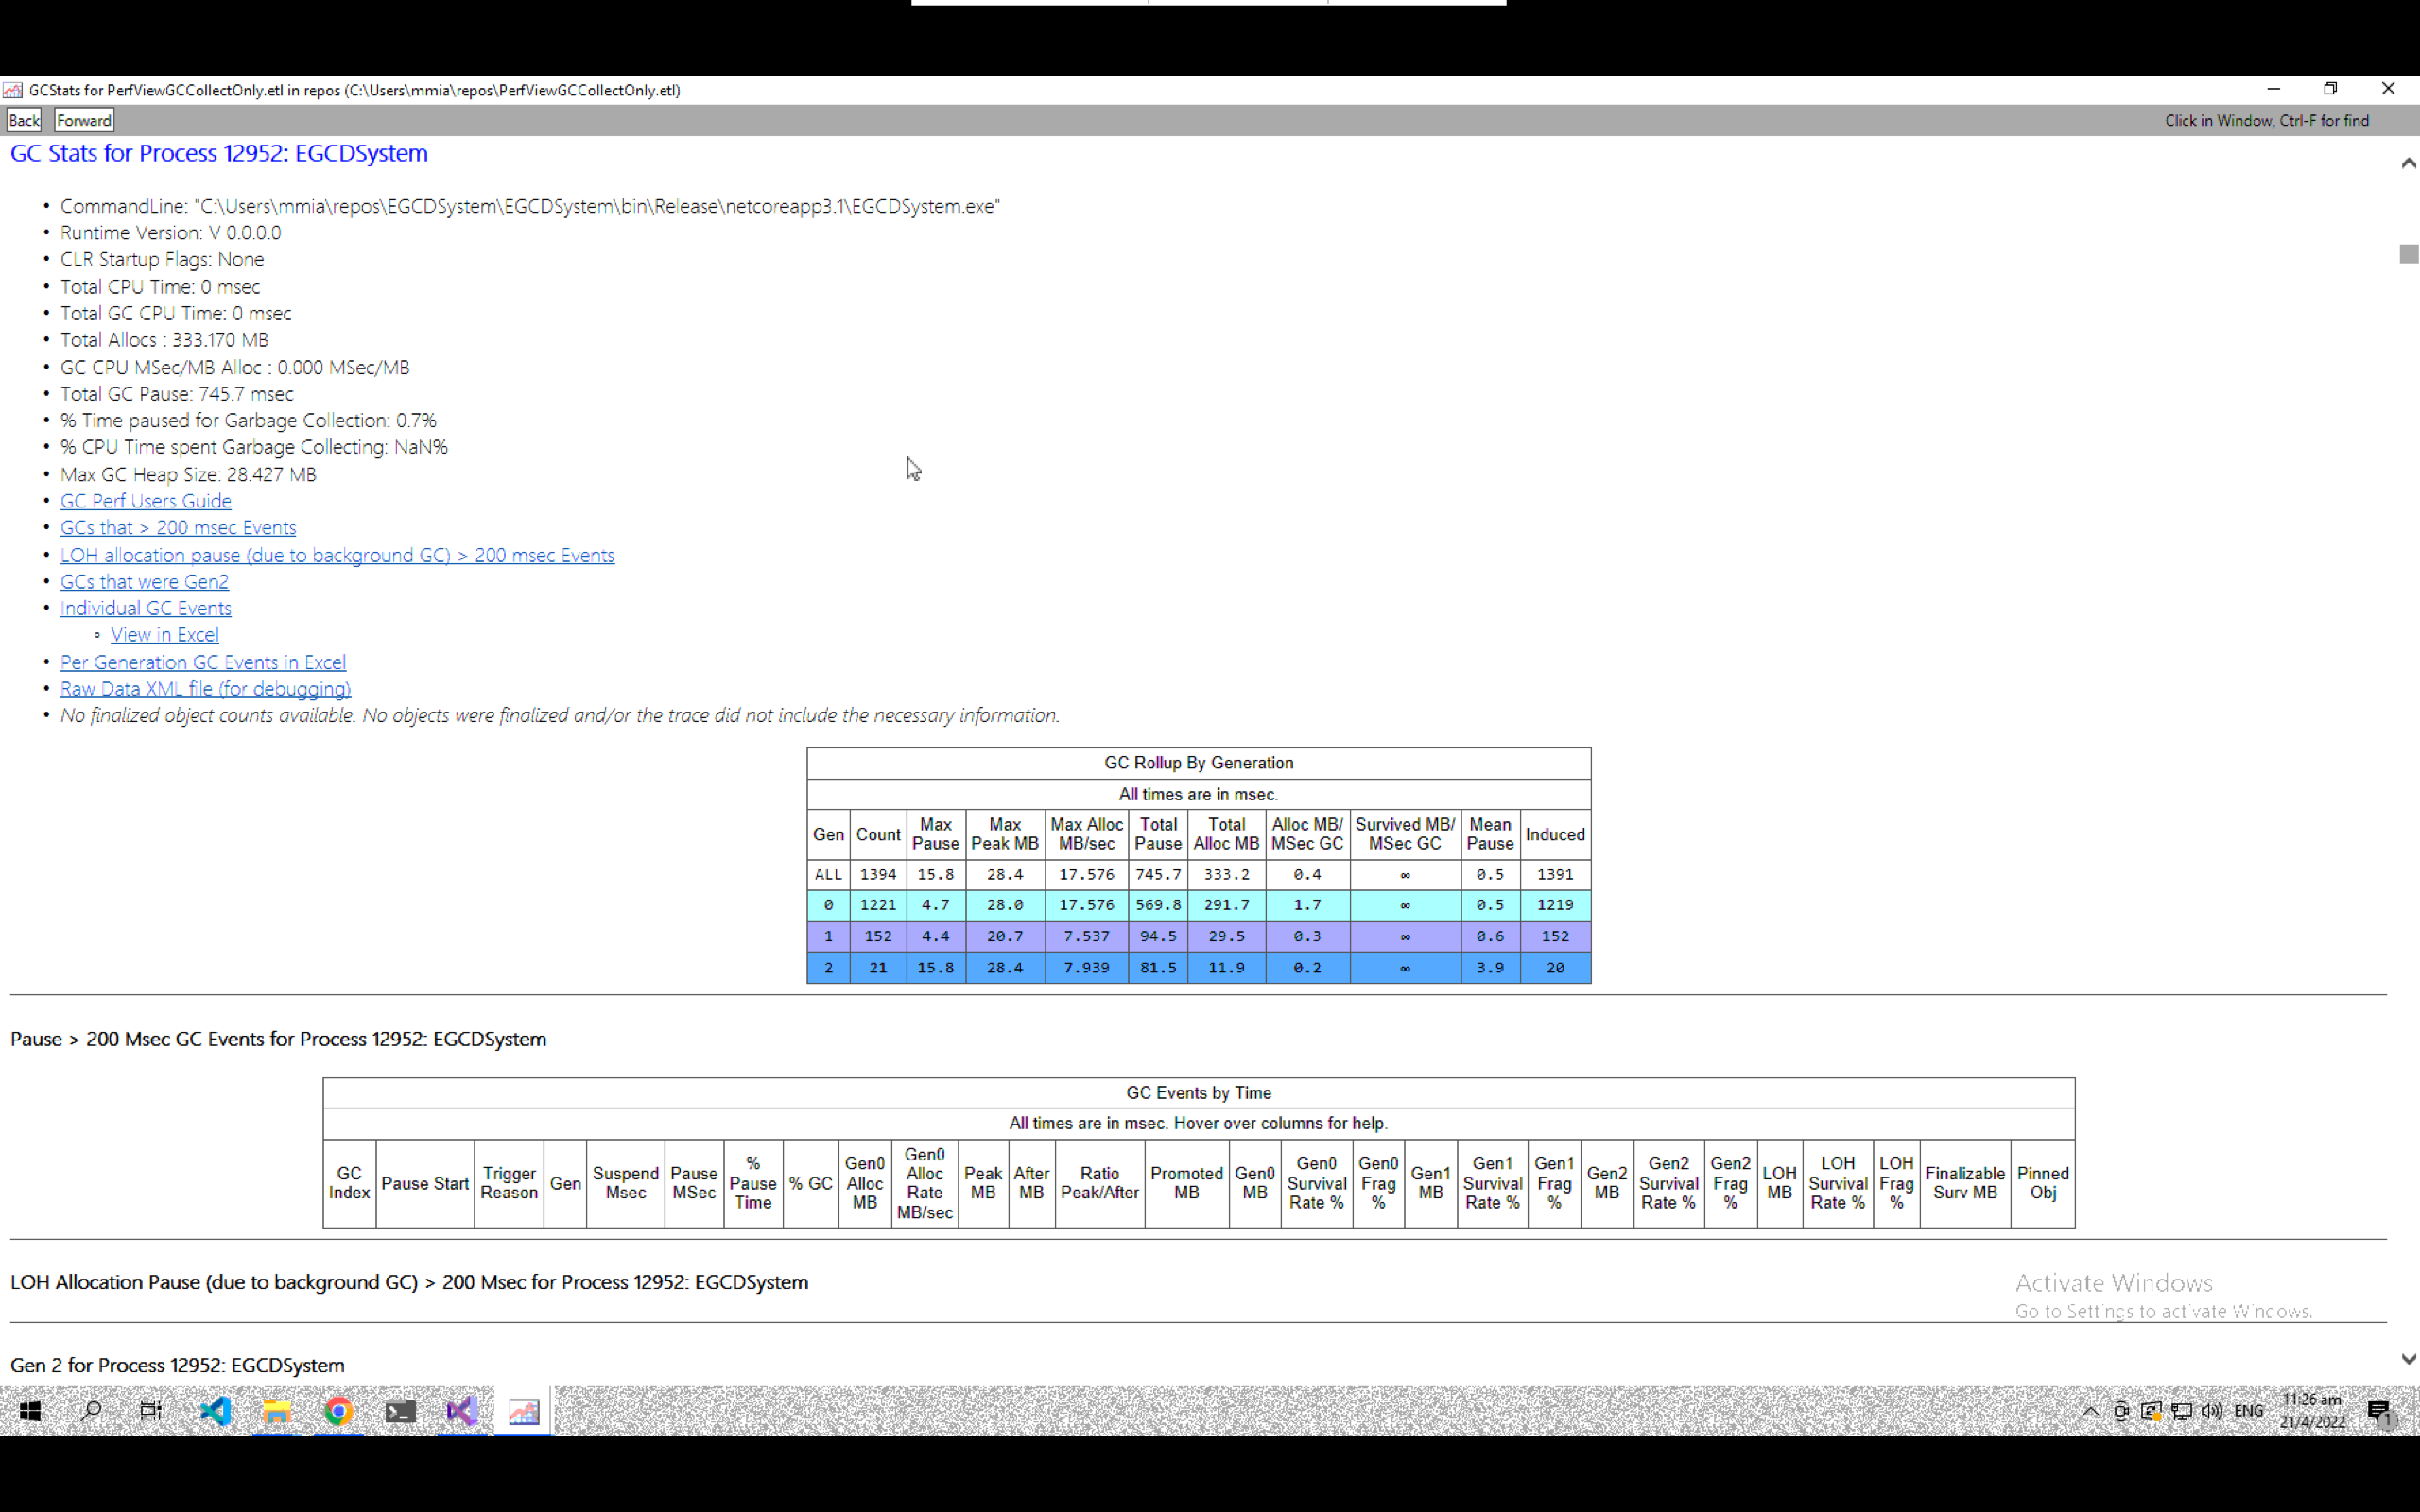 GCStats for PerfViewGCCollectOnly.etl in repos (C:\Users\mmia\repos\PerfViewGCCollectOnly.etl)
Back Forward Click in Window, Ctrl-F for find
GC Stats for Process 12952: EGCDSystem
• CommandLine: "C:\Users\mmia\repos\EGCDSystem\EGCDSystem\bin\Release\netcoreapp3.1\EGCDSystem.exe"
• Runtime Version: V 0.0.0.0
• CLR Startup Flags: None
• Total CPU Time: 0 msec
• Total GC CPU Time: 0 msec
• Total Allocs : 333.170 MB
• GC CPU MSec/MB Alloc : 0.000 MSec/MB
• Total GC Pause: 745.7 msec
• % Time paused for Garbage Collection: 0.7%
• % CPU Time spent Garbage Collecting: NaN%
• Max GC Heap Size: 28.427 MB
• GC Perf Users Guide
• GCs that > 200 msec Events
• LOH allocation pause (due to background GC) > 200 msec Events
• GCs that were Gen2
• Individual GC Events
◦ View in Excel
• Per Generation GC Events in Excel
• Raw Data XML file (for debugging)
• No finalized object counts available. No objects were finalized and/or the trace did not include the necessary information.
GC Rollup By Generation
All times are in msec.
Gen Count Max Pause Max Peak MB Max Alloc MB/sec Total Pause Total Alloc MB Alloc MB/ MSec GC Survived MB/ MSec GC Mean Pause Induced
ALL 1394 15.8 28.4 17.576 745.7 333.2 0.4 ∞ 0.5 1391
0 1221 4.7 28.0 17.576 569.8 291.7 1.7 ∞ 0.5 1219
1 152 4.4 20.7 7.537 94.5 29.5 0.3 ∞ 0.6 152
2 21 15.8 28.4 7.939 81.5 11.9 0.2 ∞ 3.9 20
Pause > 200 Msec GC Events for Process 12952: EGCDSystem
GC Events by Time
All times are in msec. Hover over columns for help.
GC Index Pause Start Trigger Reason Gen Suspend Msec Pause MSec % Pause Time % GC Gen0 Alloc MB Gen0 Alloc Rate MB/sec Peak MB After MB Ratio Peak/After Promoted MB Gen0 MB Gen0 Survival Rate % Gen0 Frag % Gen1 MB Gen1 Survival Rate % Gen1 Frag % Gen2 MB Gen2 Survival Rate % Gen2 Frag % LOH MB LOH Survival Rate % LOH Frag % Finalizable Surv MB Pinned Obj
LOH Allocation Pause (due to background GC) > 200 Msec for Process 12952: EGCDSystem
Activate Windows
Go to Settings to activate Windows.
Gen 2 for Process 12952: EGCDSystem
ENG 11:26 am
21/4/2022
1